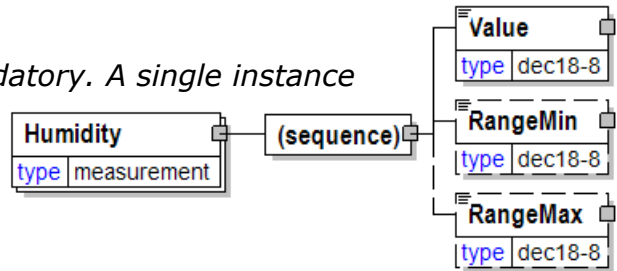 Value
type dec18-8
datory. A single instance
Humidity
type measurement
(sequence)
RangeMin
type dec18-8
RangeMax
type dec18-8